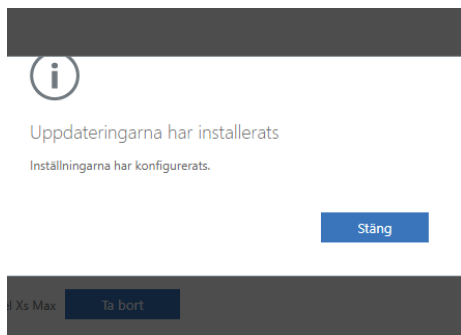 Uppdateringarna har installerats
Inställningarna har konfigurerats.
Stäng
Xs Max
Ta bort